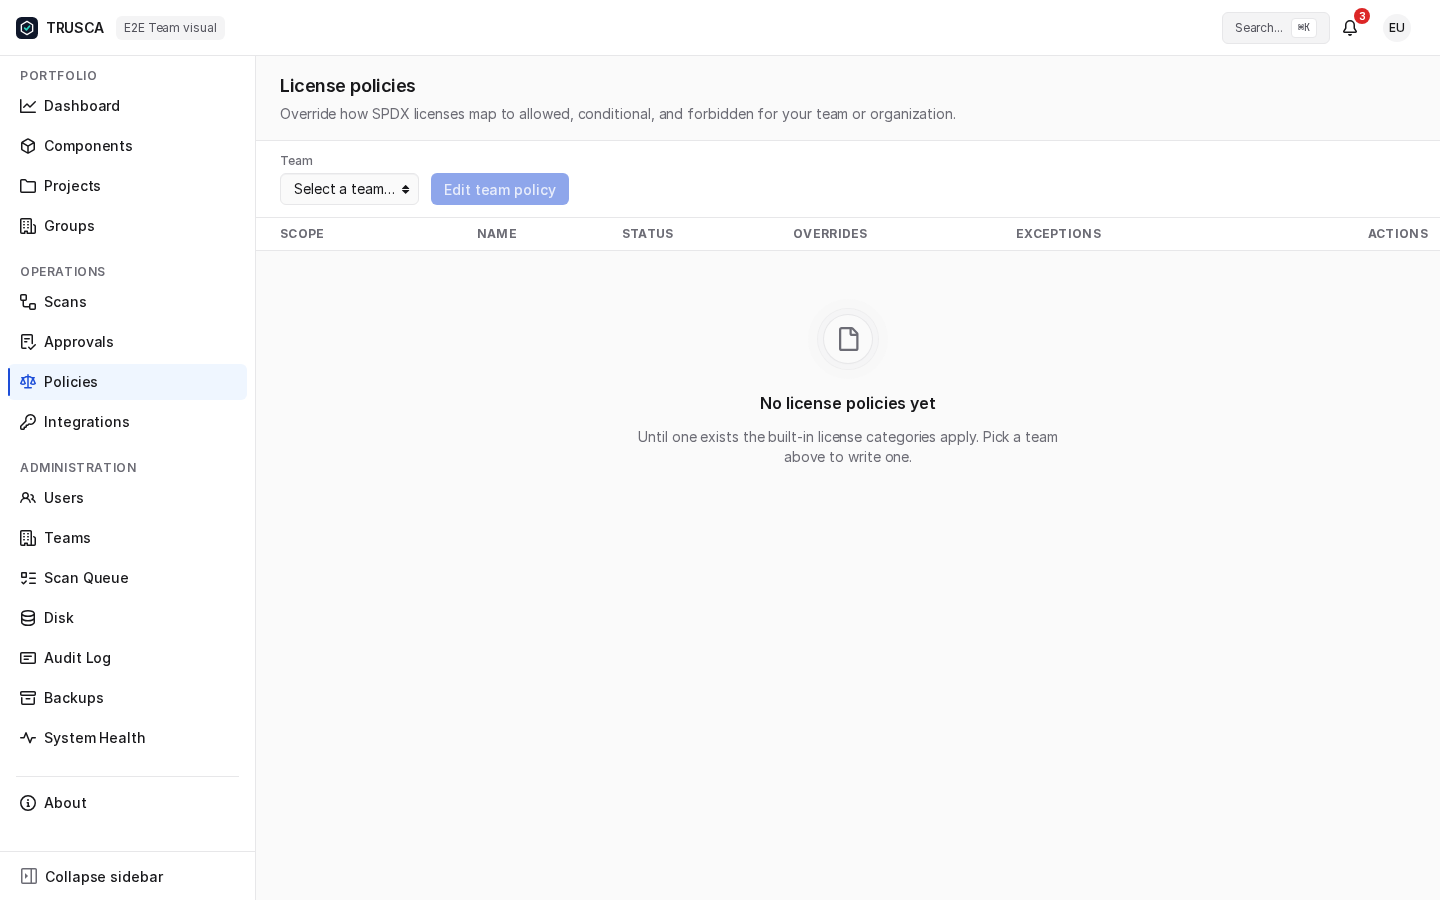 TRUSCA
E2E Team visual
Search...
⌘K
3
EU
PORTFOLIO
Dashboard
Components
Projects
Groups
OPERATIONS
Scans
Approvals
Policies
Integrations
ADMINISTRATION
Users
Teams
Scan Queue
Disk
Audit Log
Backups
System Health
About
Collapse sidebar
License policies
Override how SPDX licenses map to allowed, conditional, and forbidden for your team or organization.
Team
Select a team...
Edit team policy
SCOPE NAME STATUS OVERRIDES EXCEPTIONS ACTIONS
No license policies yet
Until one exists the built-in license categories apply. Pick a team
above to write one.